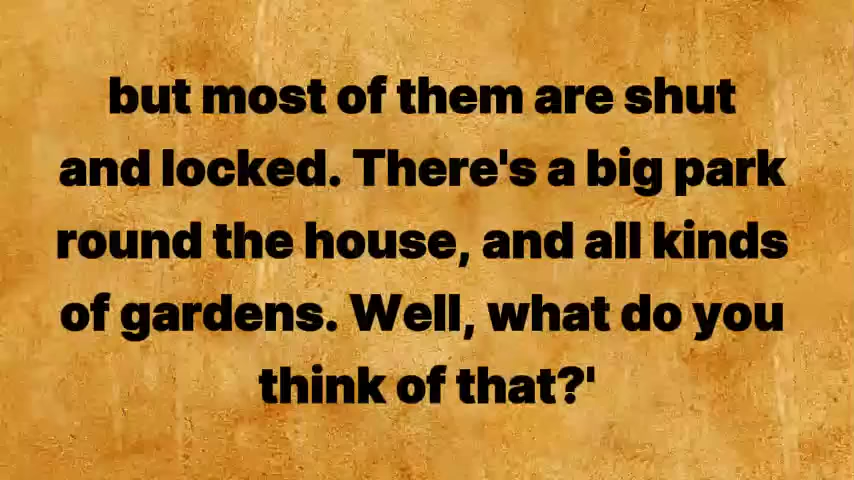 but most of them are shut
and locked. There's a big park
round the house, and all kinds
of gardens. Well, what do you
think of that?'